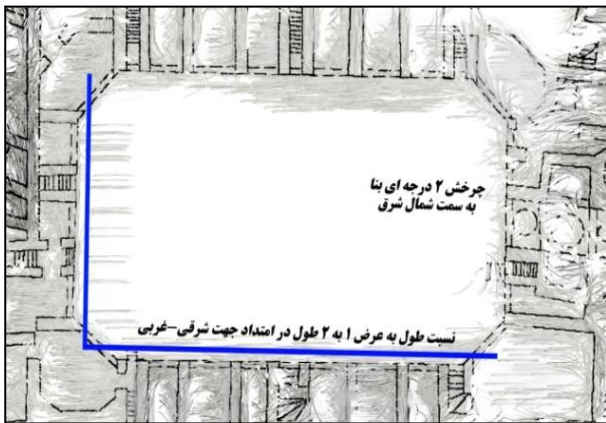 چرخش ۲ درجه ای بنا
به سمت شمال شرق
نسبت طول به عرض ۱ به ۲ طول در امتداد جهت شرقی-غربی